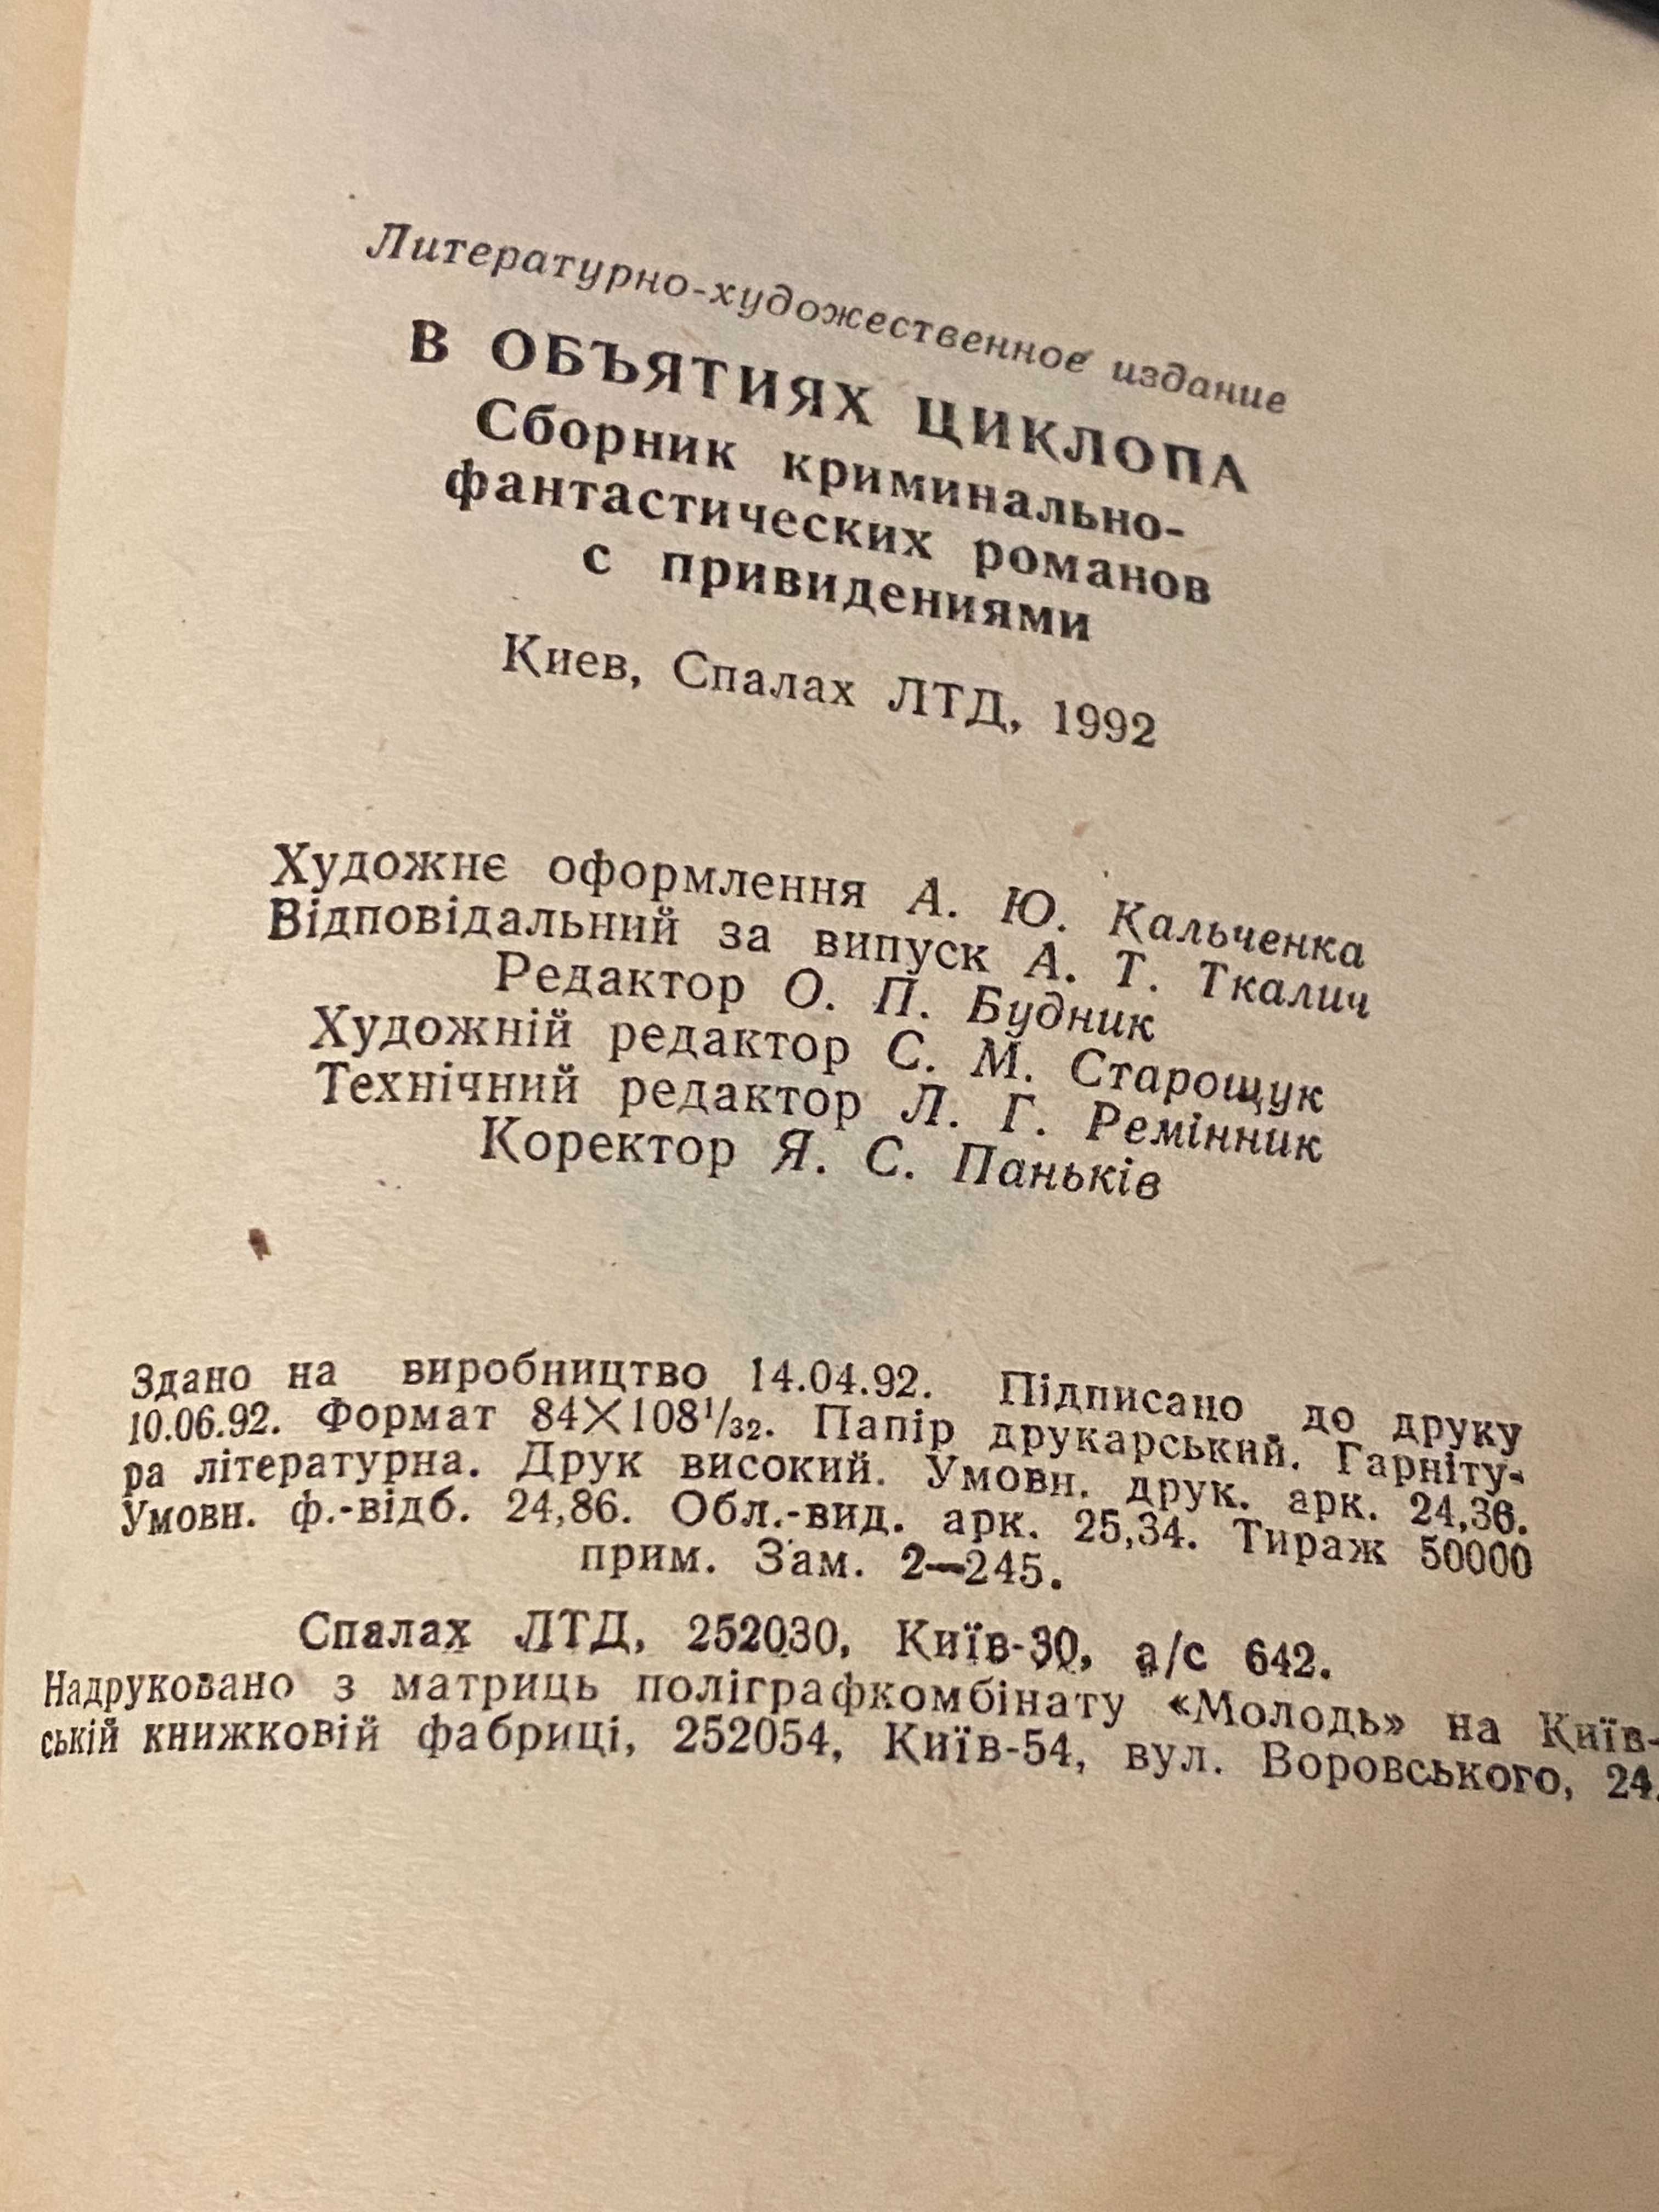 Литературно-художественное издание
В ОБЪЯТИЯХ ЦИКЛОПА
Сборник криминально-
фантастических романов
с привидениями
Киев, Спалах ЛТД, 1992
Художнє оформлення А. Ю. Кальченка
Відповідальний за випуск А. Т. Ткалич
Редактор О. П. Будник
Художній редактор С. М. Старощук
Технічний редактор Л. Г. Ремінник
Коректор Я. С. Паньків
Здано на виробництво 14.04.92. Підписано до друку
10.06.92. Формат 84×108¹/₃₂. Папір друкарський. Гарніту-
ра літературна. Друк високий. Умовн. друк. арк. 24,36.
Умовн. ф.-відб. 24,86. Обл.-вид. арк. 25,34. Тираж 50000
прим. Зам. 2—245.
Спалах ЛТД, 252030, Київ-30, а/с 642.
Надруковано з матриць поліграфкомбінату «Молодь» на Київ-
ській книжковій фабриці, 252054, Київ-54, вул. Воровського, 24.